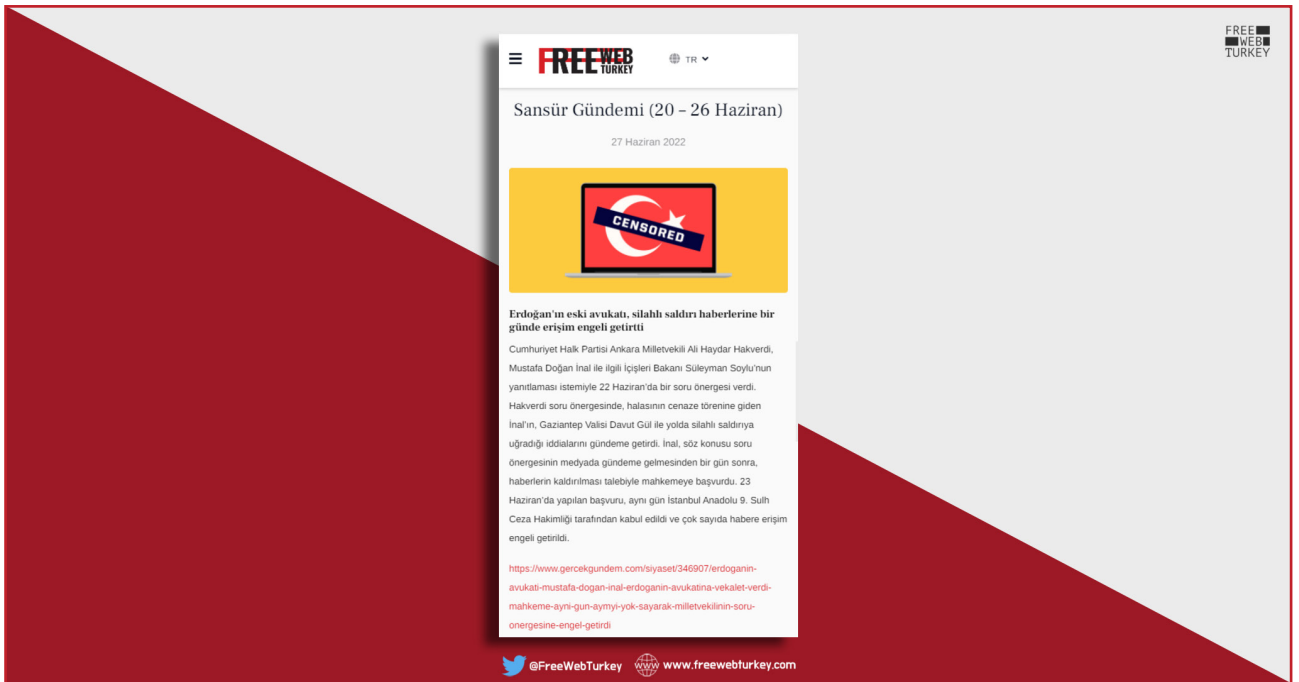 FREE
WEB
TURKEY
FREE WEB
TURKEY
TR
Sansür Gündemi (20 – 26 Haziran)
27 Haziran 2022
CENSORED
Erdoğan'ın eski avukatı, silahlı saldırı haberlerine bir
günde erişim engeli getirtti
Cumhuriyet Halk Partisi Ankara Milletvekili Ali Haydar Hakverdi,
Mustafa Doğan İnal ile ilgili İçişleri Bakanı Süleyman Soylu'nun
yanıtlaması istemiyle 22 Haziran'da bir soru önergesi verdi.
Hakverdi soru önergesinde, halasının cenaze törenine giden
İnal'ın, Gaziantep Valisi Davut Gül ile yolda silahlı saldırıya
uğradığı iddialarını gündeme getirdi. İnal, söz konusu soru
önergesinin medyada gündeme gelmesinden bir gün sonra,
haberlerin kaldırılması talebiyle mahkemeye başvurdu. 23
Haziran'da yapılan başvuru, aynı gün İstanbul Anadolu 9. Sulh
Ceza Hakimliği tarafından kabul edildi ve çok sayıda habere erişim
engeli getirildi.
https://www.gercekgundem.com/siyaset/346907/erdoganin-
avukati-mustafa-dogan-inal-erdoganin-avukatina-vekalet-verdi-
mahkeme-ayni-gun-aymyi-yok-sayarak-milletvekilinin-soru-
onergesine-engel-getirdi
@FreeWebTurkey www www.freewebturkey.com